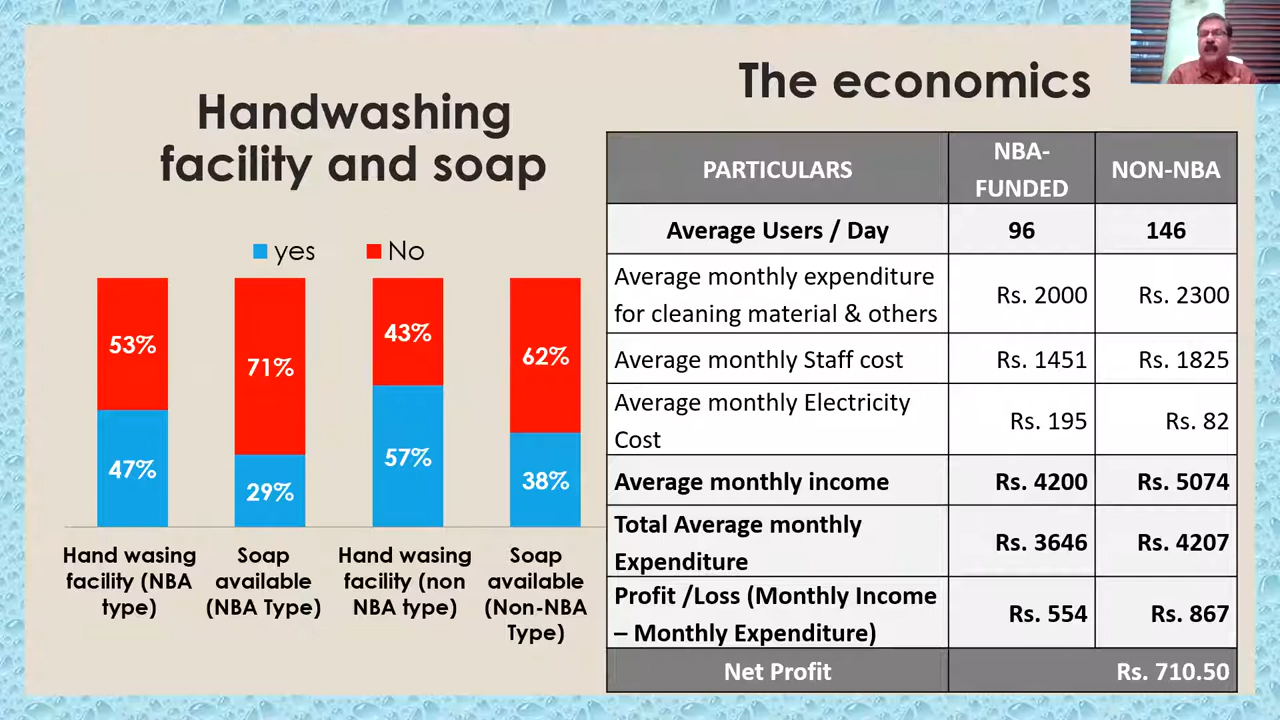 Handwashing
facility and soap
yes No
53%
71%
43%
62%
47%
29%
57%
38%
Hand wasing
facility (NBA
type)
Soap
available
(NBA Type)
Hand wasing
facility (non
NBA type)
Soap
available
(Non-NBA
Type)
The economics
PARTICULARS
NBA-
FUNDED
NON-NBA
Average Users / Day 96 146
Average monthly expenditure
for cleaning material & others
Rs. 2000 Rs. 2300
Average monthly Staff cost Rs. 1451 Rs. 1825
Average monthly Electricity
Cost
Rs. 195 Rs. 82
Average monthly income Rs. 4200 Rs. 5074
Total Average monthly
Expenditure
Rs. 3646 Rs. 4207
Profit /Loss (Monthly Income
– Monthly Expenditure)
Rs. 554 Rs. 867
Net Profit Rs. 710.50